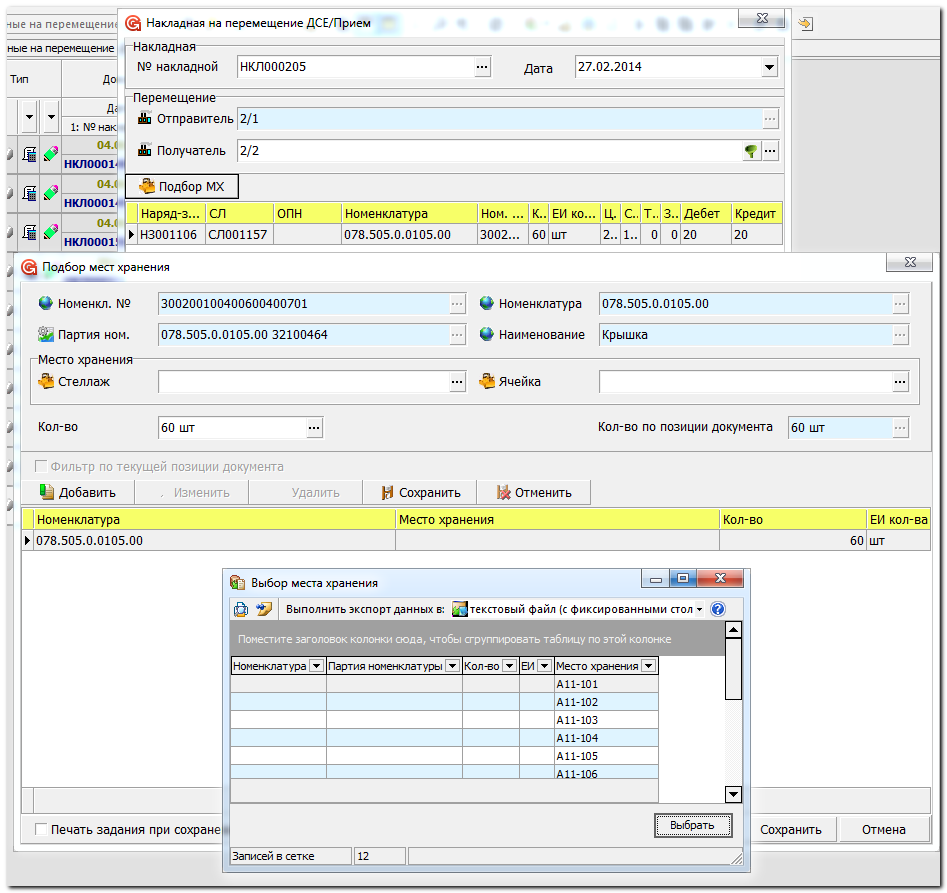 ные на перемещение
Накладная на перемещение ДСЕ/Прием
ные на перемещение
Накладная
№ накладной НКЛ000205 Дата 27.02.2014
Тип
До
Перемещение
Да
Отправитель 2/1
1: № нак
04.0
Получатель 2/2
НКЛ00014
04.0
Подбор МХ
НКЛ00014
Наряд-з... СЛ ОПН Номенклатура Ном. ... К.. ЕИ ко... Ц. С.. Т.. З.. Дебет Кредит
04.0
НЗ001106 СЛ001157 078.505.0.0105.00 3002... 60 шт 2.. 1.. 0 0 20 20
НКЛ00015
Подбор мест хранения
Номенкл. № 300200100400600400701 Номенклатура 078.505.0.0105.00
Партия ном. 078.505.0.0105.00 32100464 Наименование Крышка
Место хранения
Стеллаж Ячейка
Кол-во 60 шт Кол-во по позиции документа 60 шт
Фильтр по текущей позиции документа
Добавить Изменить Удалить Сохранить Отменить
Номенклатура Место хранения Кол-во ЕИ кол-ва
078.505.0.0105.00 60 шт
Выбор места хранения
Выполнить экспорт данных в: текстовый файл (с фиксированными стол
Поместите заголовок колонки сюда, чтобы сгруппировать таблицу по этой колонке
Номенклатура Партия номенклатуры Кол-во ЕИ Место хранения
А11-101
А11-102
А11-103
А11-104
А11-105
А11-106
Выбрать
Печать задания при сохране Сохранить Отмена
Записей в сетке 12